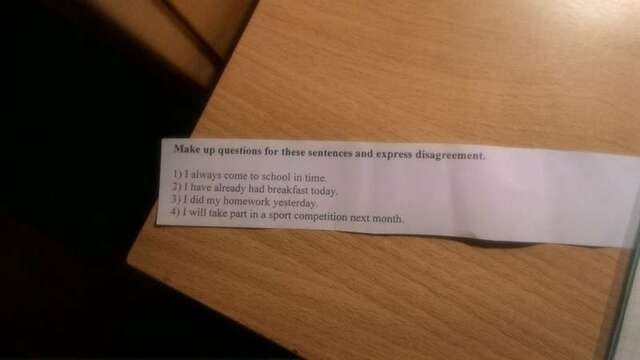 Make up questions for these sentences and express disagreement.
1) I always come to school in time.
2) I have already had breakfast today.
3) I did my homework yesterday.
4) I will take part in a sport competition next month.